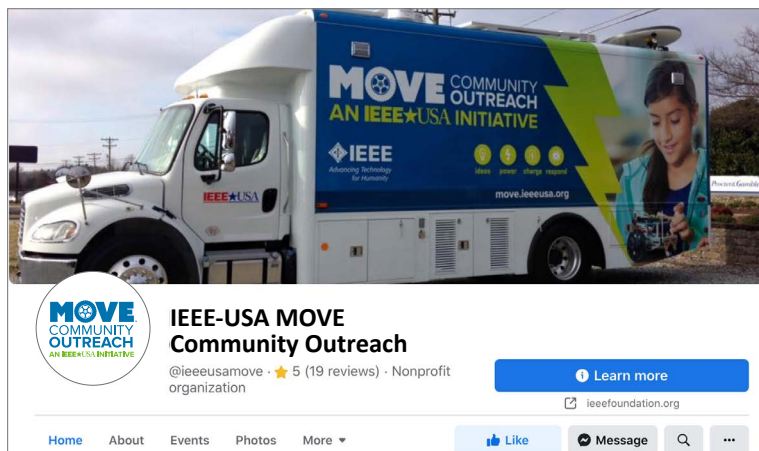 MOVE COMMUNITY
OUTREACH
AN IEEE★USA INITIATIVE
IEEE
Advancing Technology
for Humanity
ideas power charge respond
move.ieeeusa.org
IEEE★USA
Procter&Gamble
MOVE
COMMUNITY
OUTREACH
AN IEEE★USA INITIATIVE
IEEE-USA MOVE
Community Outreach
@ieeeusamove · ⭐ 5 (19 reviews) · Nonprofit
organization
Learn more
ieeefoundation.org
Home About Events Photos More Like Message